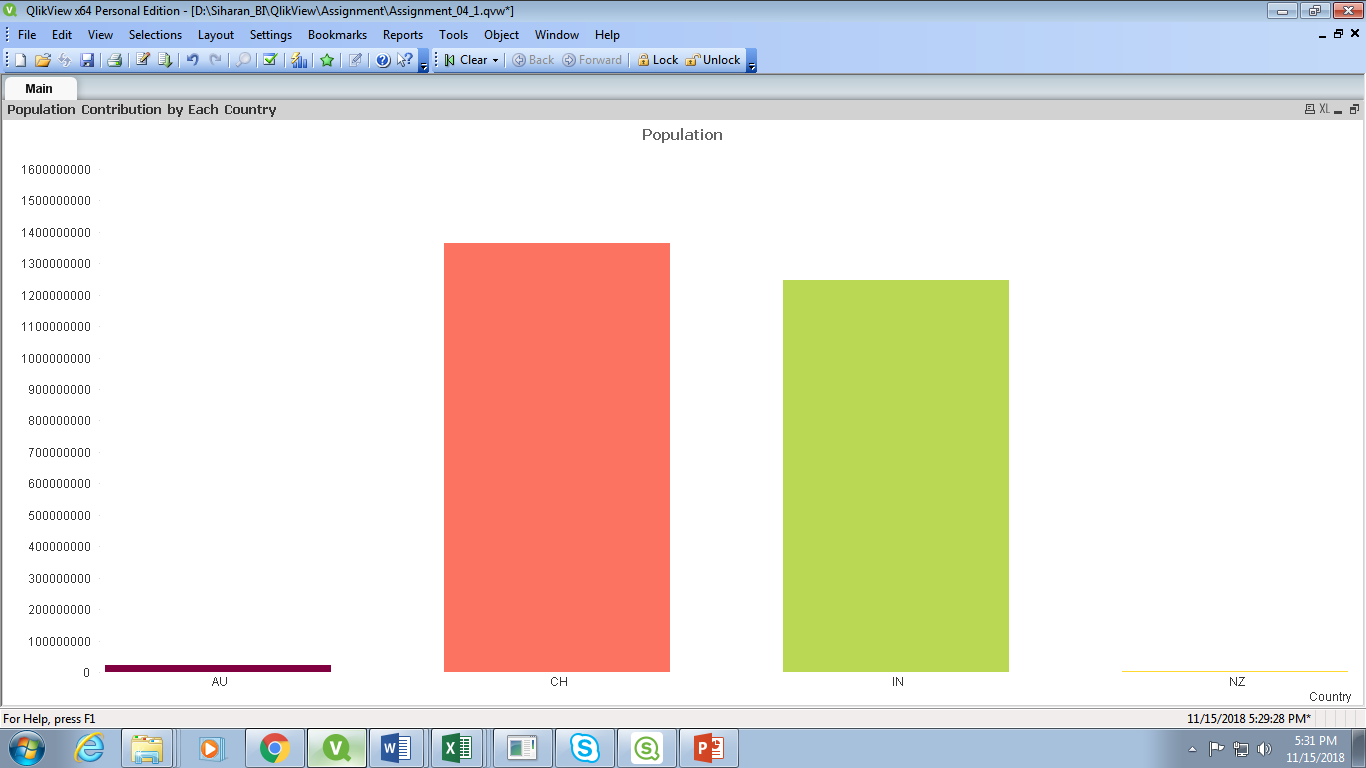 QlikView x64 Personal Edition - [D:\Siharan_BI\QlikView\Assignment\Assignment_04_1.qvw*]
File Edit View Selections Layout Settings Bookmarks Reports Tools Object Window Help
Clear Back Forward Lock Unlock
Main
Population Contribution by Each Country XL
Population
1600000000
1500000000
1400000000
1300000000
1200000000
1100000000
1000000000
900000000
800000000
700000000
600000000
500000000
400000000
300000000
200000000
100000000
0
AU CH IN NZ
Country
For Help, press F1 11/15/2018 5:29:28 PM*
5:31 PM
11/15/2018